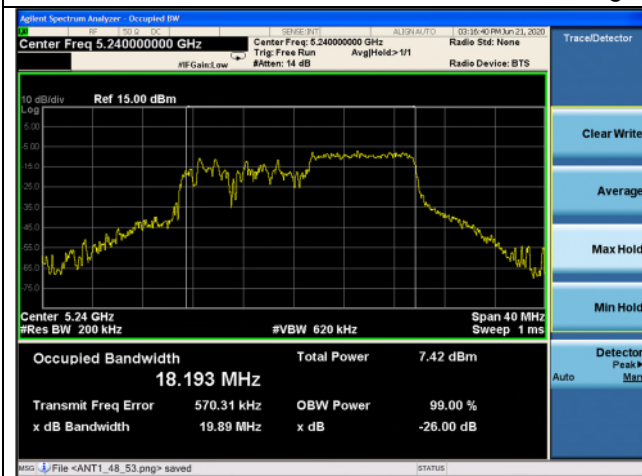 Agilent Spectrum Analyzer - Occupied BW
RF 50 Ω DC SENSE:INT ALIGN AUTO 03:16:40 PM Jun 21, 2020
Center Freq 5.240000000 GHz Center Freq: 5.240000000 GHz Radio Std: None Trace/Detector
Trig: Free Run Avg|Hold>1/1
#IFGain:Low #Atten: 14 dB Radio Device: BTS
10 dB/div Ref 15.00 dBm
Log
5.00
-5.00
-15.0
-25.0
-35.0
-45.0
-55.0
-65.0
-75.0
Clear Write
Average
Max Hold
Min Hold
Center 5.24 GHz Span 40 MHz
#Res BW 200 kHz #VBW 620 kHz Sweep 1 ms
Occupied Bandwidth Total Power 7.42 dBm
18.193 MHz
Transmit Freq Error 570.31 kHz OBW Power 99.00 %
x dB Bandwidth 19.89 MHz x dB -26.00 dB
Detector
Peak▶
Auto Man
MSG File <ANT1_48_53.png> saved STATUS